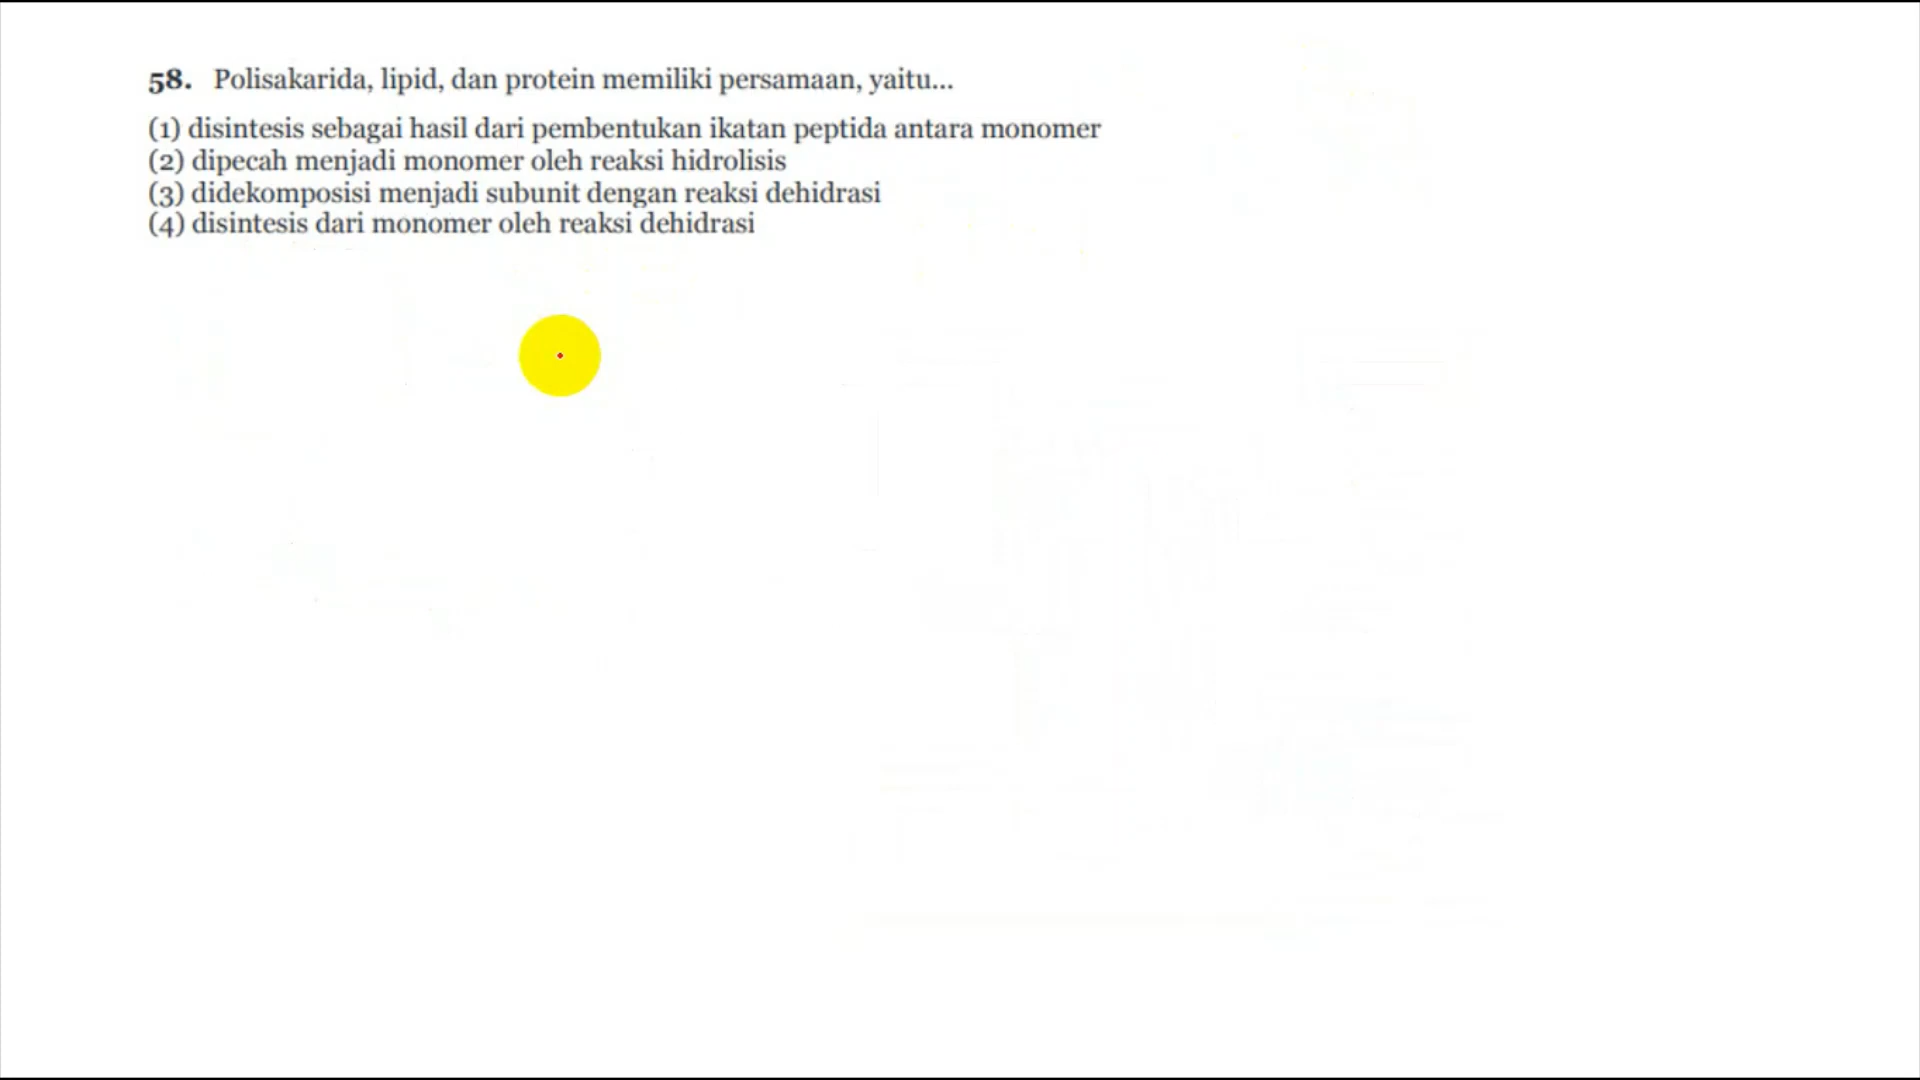 58. Polisakarida, lipid, dan protein memiliki persamaan, yaitu...
(1) disintesis sebagai hasil dari pembentukan ikatan peptida antara monomer
(2) dipecah menjadi monomer oleh reaksi hidrolisis
(3) didekomposisi menjadi subunit dengan reaksi dehidrasi
(4) disintesis dari monomer oleh reaksi dehidrasi